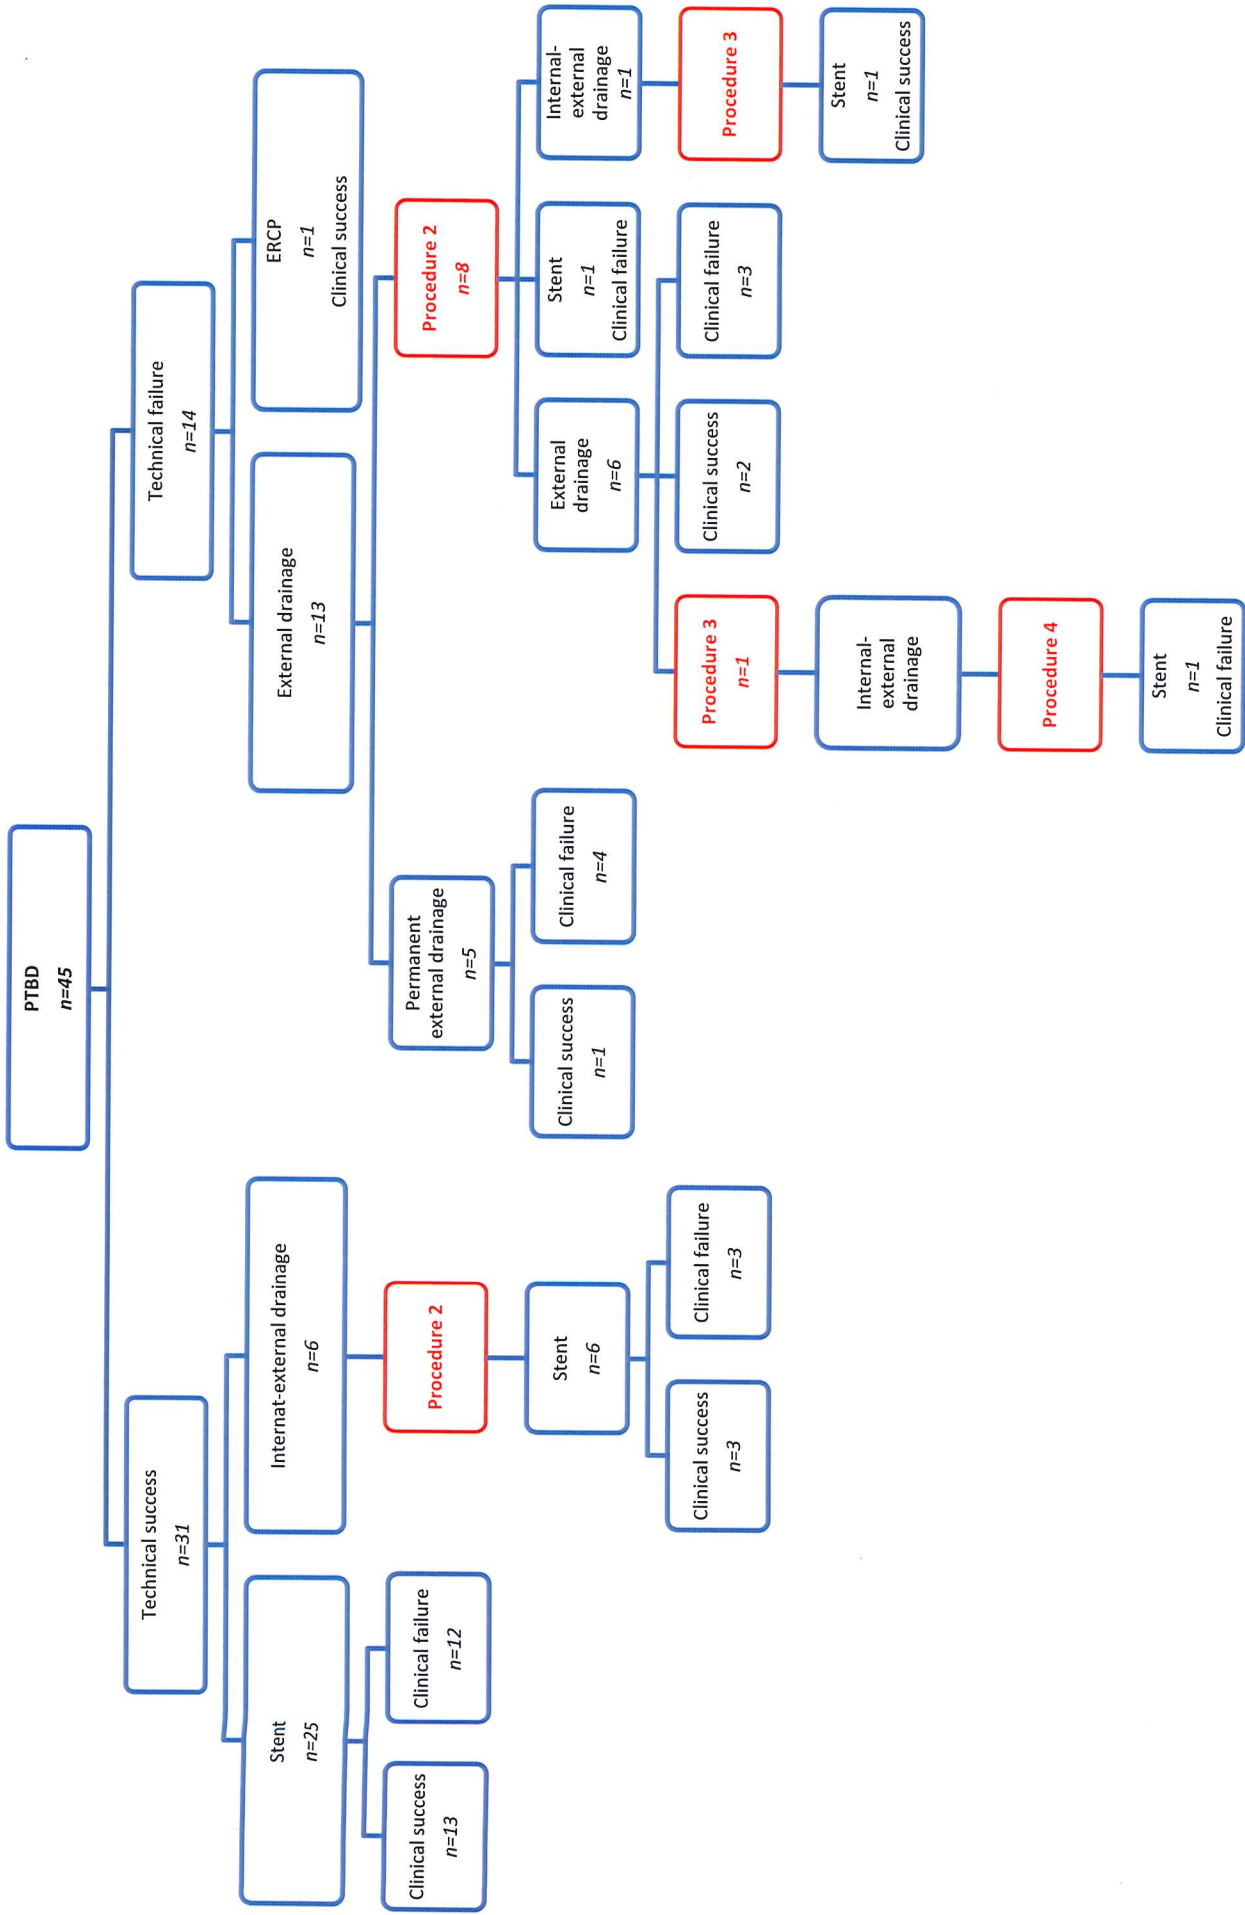 PTBD
n=45
Technical success
n=31
Technical failure
n=14
Stent
n=25
Internat-external drainage
n=6
External drainage
n=13
ERCP
n=1
Clinical success
Clinical success
n=13
Clinical failure
n=12
Procedure 2
Permanent
external drainage
n=5
Procedure 2
n=8
Stent
n=6
Clinical success
n=1
Clinical failure
n=4
External
drainage
n=6
Stent
n=1
Clinical failure
Internal-
external
drainage
n=1
Clinical success
n=3
Clinical failure
n=3
Procedure 3
n=1
Clinical success
n=2
Clinical failure
n=3
Procedure 3
Internal-
external
drainage
Stent
n=1
Clinical success
Procedure 4
Stent
n=1
Clinical failure